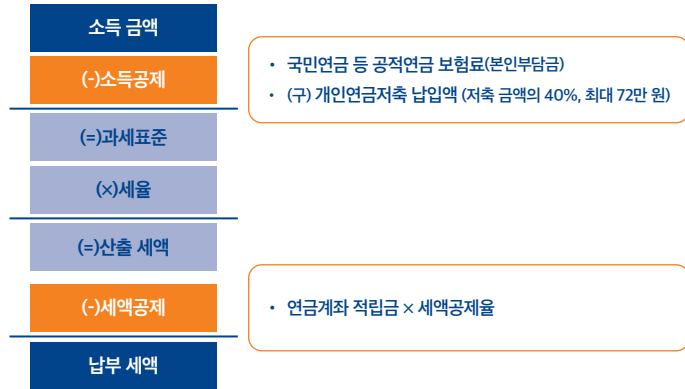 소득 금액
(-)소득공제
• 국민연금 등 공적연금 보험료(본인부담금)
• (구) 개인연금저축 납입액 (저축 금액의 40%, 최대 72만 원)
(=)과세표준
(×)세율
(=)산출 세액
(-)세액공제
• 연금계좌 적립금 × 세액공제율
납부 세액